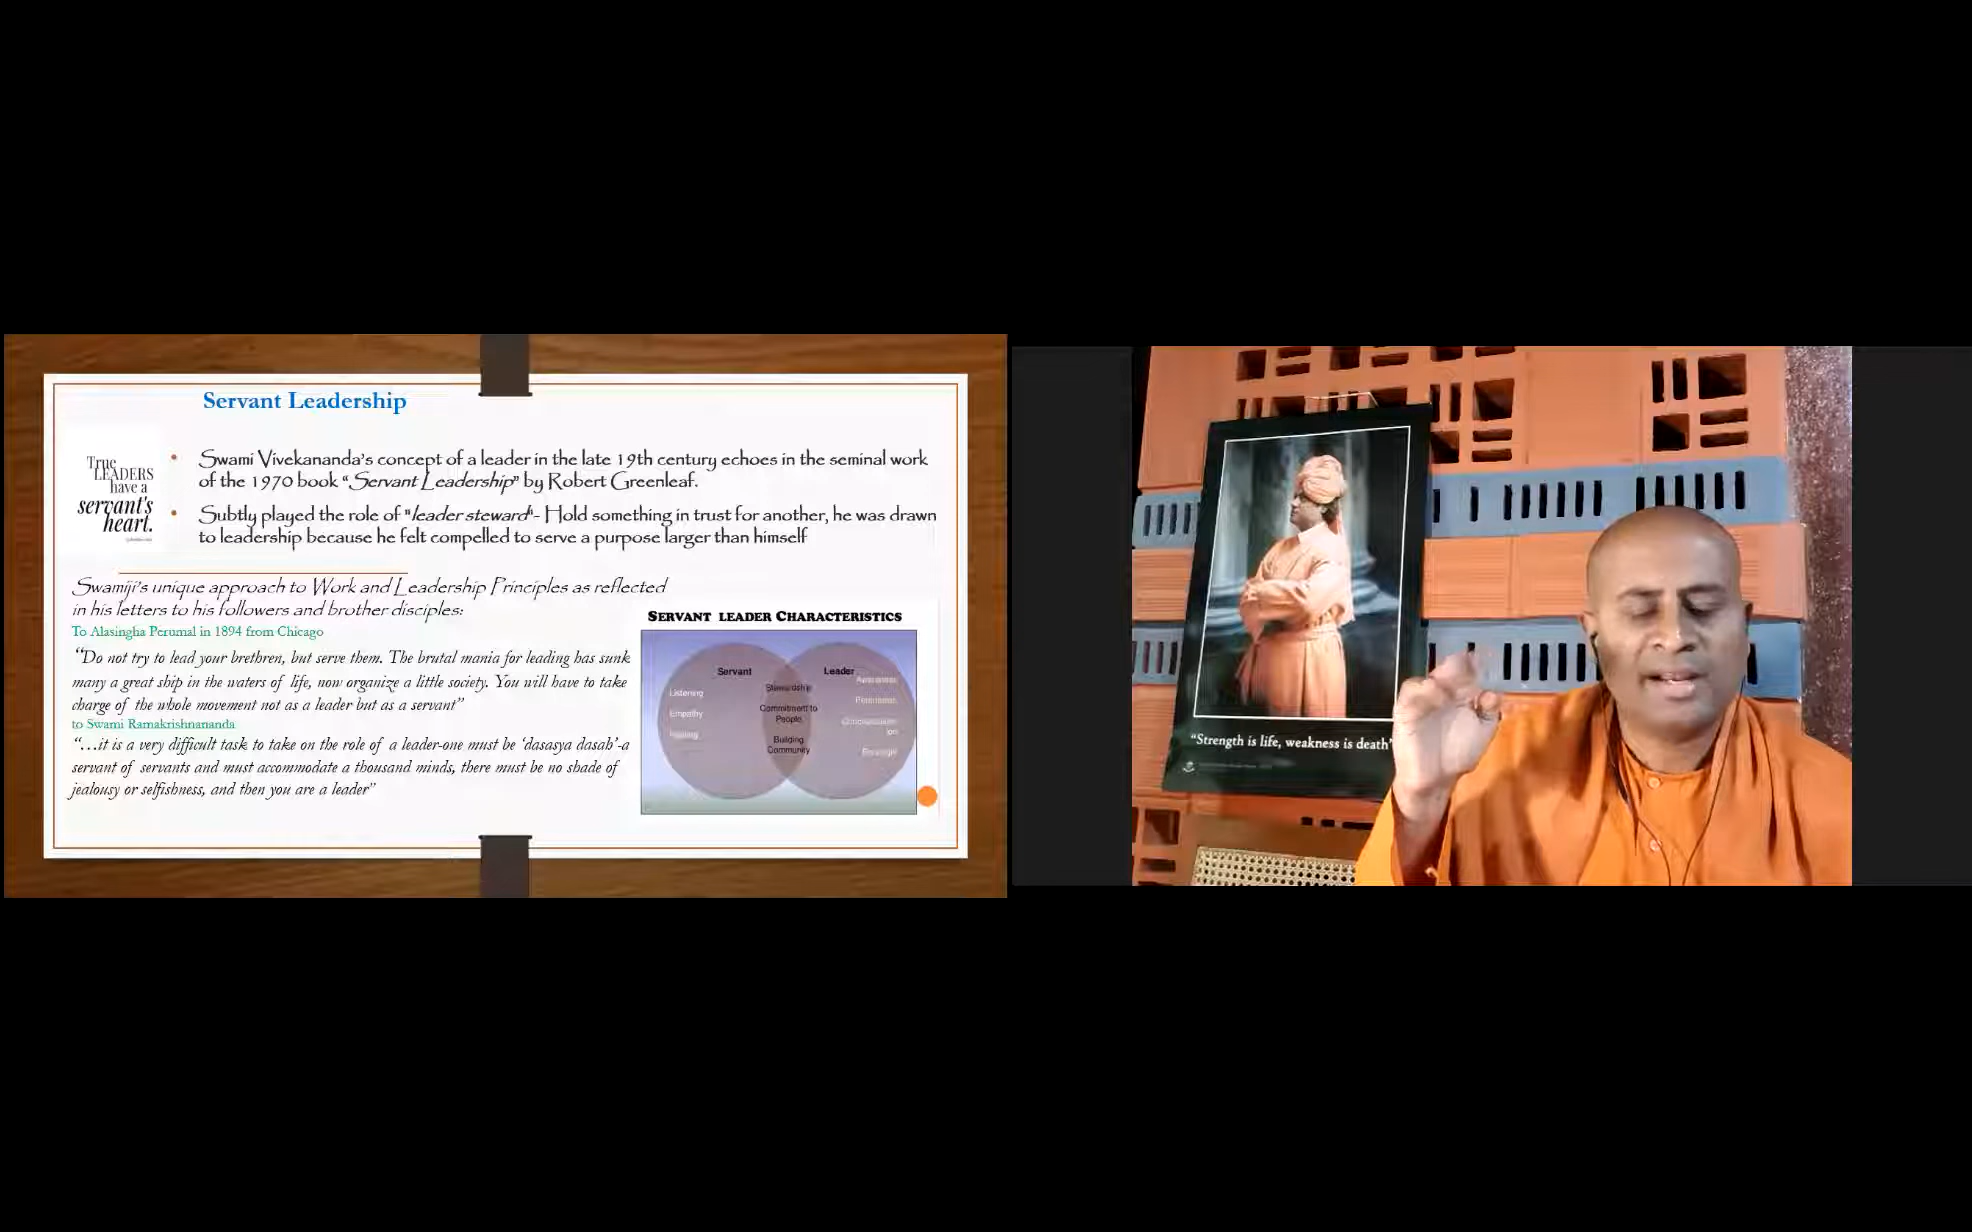 Servant Leadership
True
LEADERS
have a
servant's
heart.
• Swami Vivekananda's concept of a leader in the late 19th century echoes in the seminal work
of the 1970 book "Servant Leadership" by Robert Greenleaf.
• Subtly played the role of "leader steward"- Hold something in trust for another, he was drawn
to leadership because he felt compelled to serve a purpose larger than himself
Swamiji's unique approach to Work and Leadership Principles as reflected
in his letters to his followers and brother disciples:
To Alasingha Perumal in 1894 from Chicago
"Do not try to lead your brethren, but serve them. The brutal mania for leading has sunk
many a great ship in the waters of life, now organize a little society. You will have to take
charge of the whole movement not as a leader but as a servant"
to Swami Ramakrishnananda
"…it is a very difficult task to take on the role of a leader-one must be 'dasasya dasah'-a
servant of servants and must accommodate a thousand minds, there must be no shade of
jealousy or selfishness, and then you are a leader"
SERVANT LEADER CHARACTERISTICS
Servant
Listening
Empathy
Healing
Stewardship
Commitment to
People
Building
Community
Leader
Awareness
Foresight
"Strength is life, weakness is death"